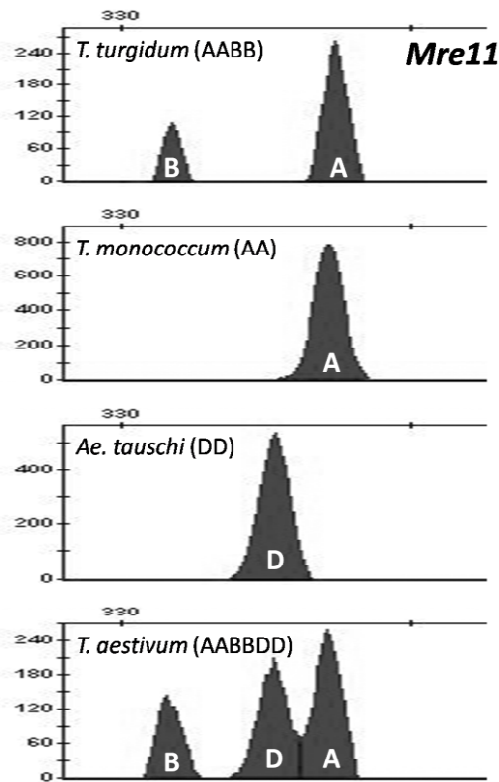 330
T. turgidum (AABB) Mre11
240
180
120
60
0
B A
330
T. monococcum (AA)
800
600
400
200
0
A
330
Ae. tauschi (DD)
400
200
0
D
330
T. aestivum (AABBDD)
240
180
120
60
0
B D A